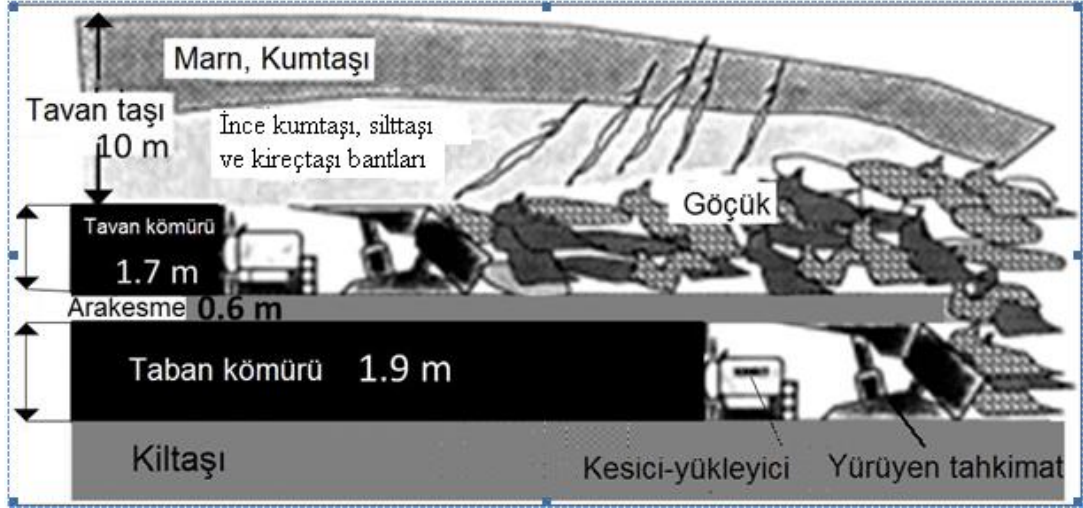 Marn, Kumtaşı
Tavan taşı
10 m
İnce kumtaşı, silttaşı
ve kireçtaşı bantları
Göçük
Tavan kömürü
1.7 m
Arakesme 0.6 m
Taban kömürü 1.9 m
Kiltaşı
Kesici-yükleyici
Yürüyen tahkimat